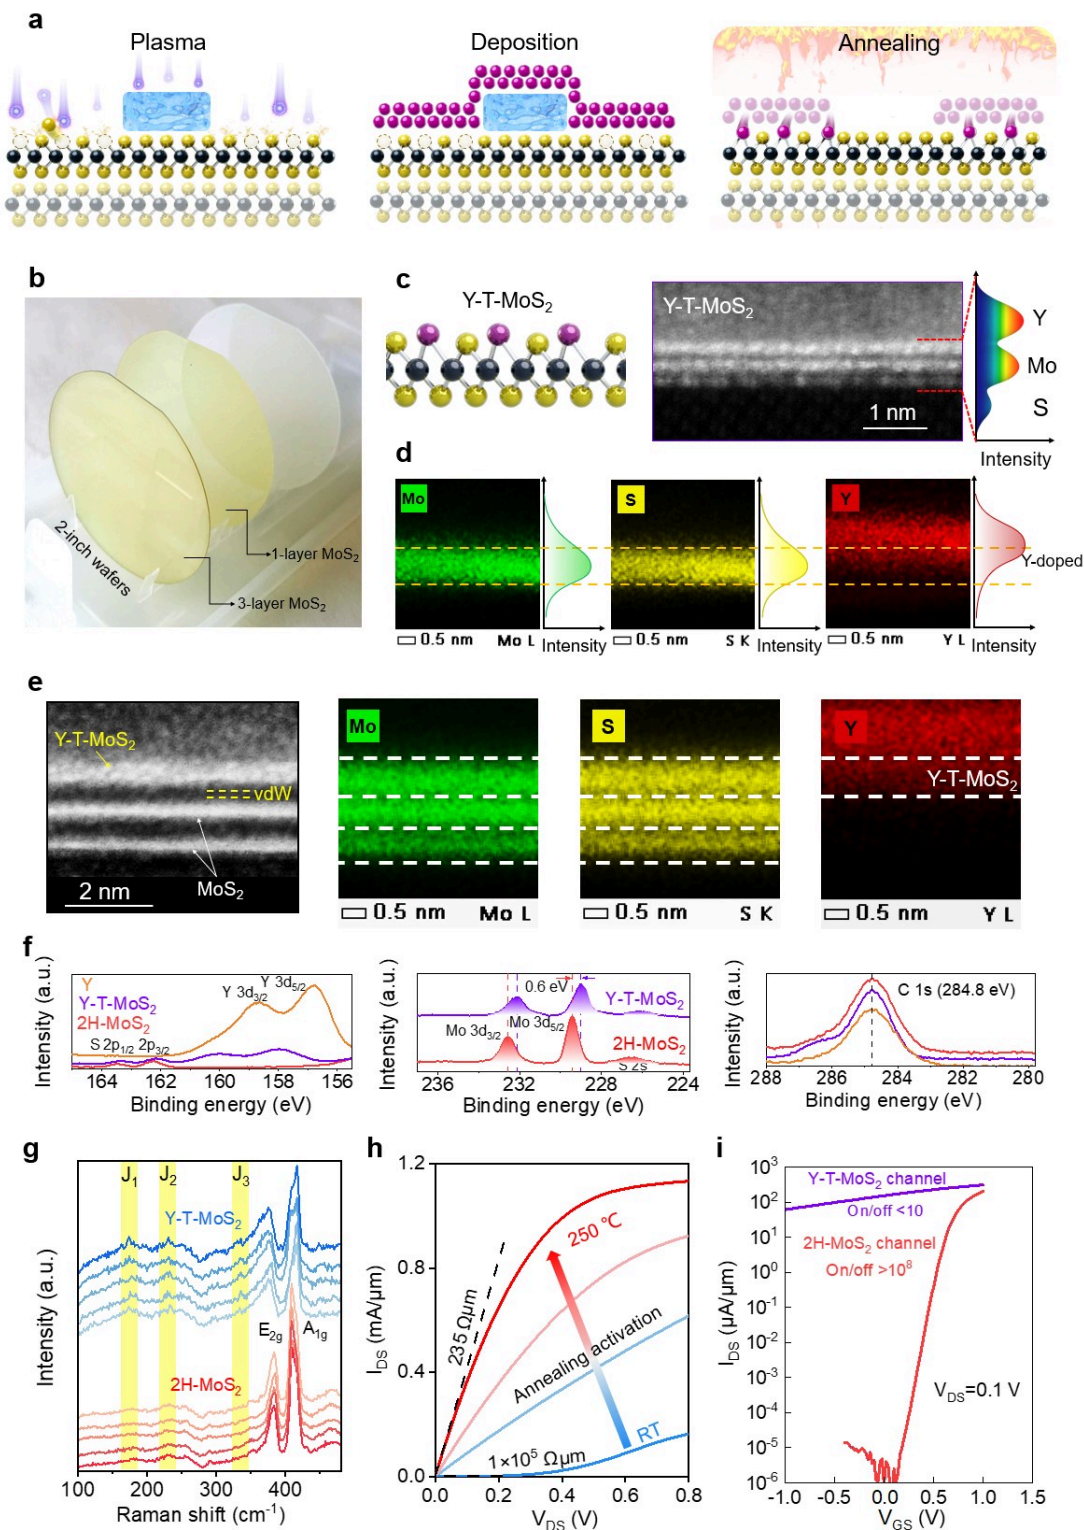 a
Plasma
Deposition
Annealing
b
2-inch wafers
1-layer MoS₂
3-layer MoS₂
c
Y-T-MoS₂
Y-T-MoS₂
1 nm
Y
Mo
S
Intensity
d
Mo
S
Y
Y-doped
0.5 nm Mo L
Intensity
0.5 nm S K
Intensity
0.5 nm Y L
Intensity
e
Y-T-MoS₂
vdW
MoS₂
2 nm
Mo
0.5 nm Mo L
S
0.5 nm S K
Y
Y-T-MoS₂
0.5 nm Y L
f
Intensity (a.u.)
Y
Y-T-MoS₂
2H-MoS₂
S 2p₁/₂ 2p₃/₂
Y 3d₃/₂
Y 3d₅/₂
164 162 160 158 156
Binding energy (eV)
Intensity (a.u.)
0.6 eV
Y-T-MoS₂
Mo 3d₃/₂
Mo 3d₅/₂
2H-MoS₂
S 2s
236 232 228 224
Binding energy (eV)
Intensity (a.u.)
C 1s (284.8 eV)
288 286 284 282 280
Binding energy (eV)
g
Intensity (a.u.)
J₁ J₂ J₃
Y-T-MoS₂
E₂g A₁g
2H-MoS₂
100 200 300 400
Raman shift (cm⁻¹)
h
I_DS (mA/µm)
1.2
0.8
0.4
0.0
235 Ωµm
250 ℃
Annealing activation
RT
1×10⁵ Ωµm
0.0 0.2 0.4 0.6 0.8
V_DS (V)
i
I_DS (µA/µm)
10³
10²
10¹
10⁰
10⁻¹
10⁻²
10⁻³
10⁻⁴
10⁻⁵
10⁻⁶
Y-T-MoS₂ channel
On/off <10
2H-MoS₂ channel
On/off >10⁸
V_DS=0.1 V
-1.0 -0.5 0.0 0.5 1.0 1.5
V_GS (V)